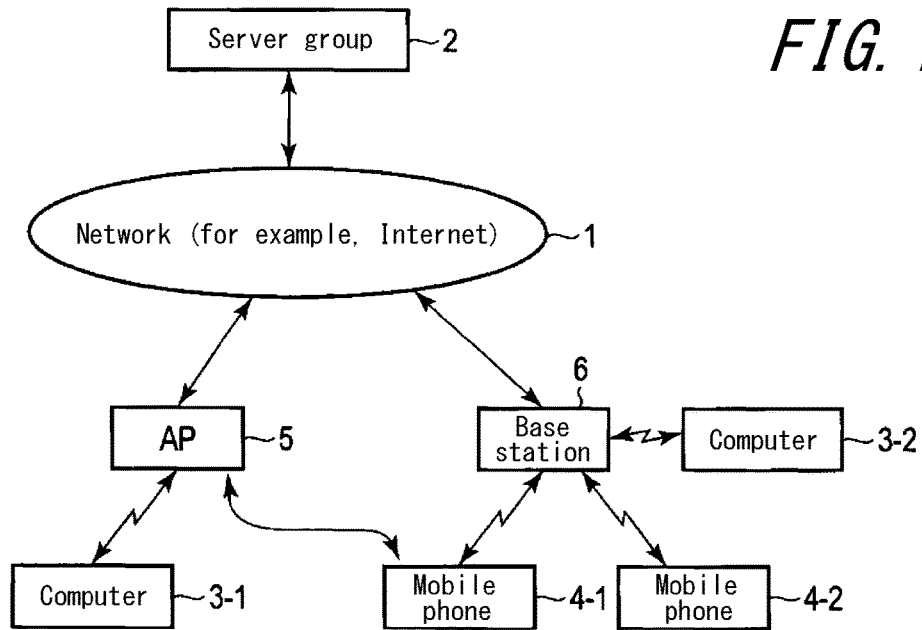 FIG.
Server group
2
Network (for example, Internet)
1
AP
5
6
Base
station
Computer
3-2
Computer
3-1
Mobile
phone
4-1
Mobile
phone
4-2